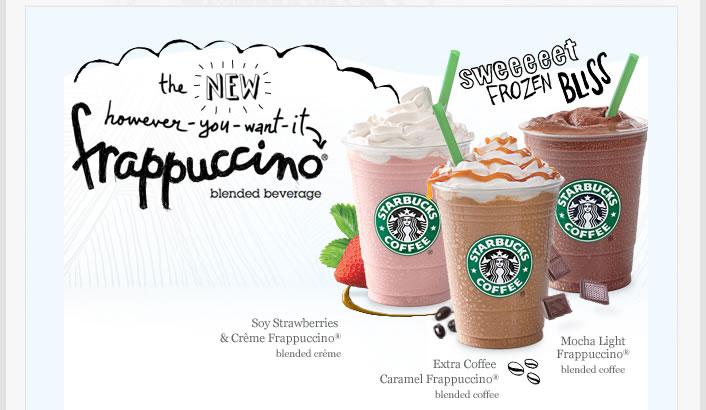 the NEW
however-you-want-it
frappuccino®
blended beverage
sweeeeet
FROZEN BLISS
STARBUCKS
COFFEE
STARBUCKS
COFFEE
STARBUCKS
COFFEE
Soy Strawberries
& Crème Frappuccino®
blended crème
Extra Coffee
Caramel Frappuccino®
blended coffee
Mocha Light
Frappuccino®
blended coffee